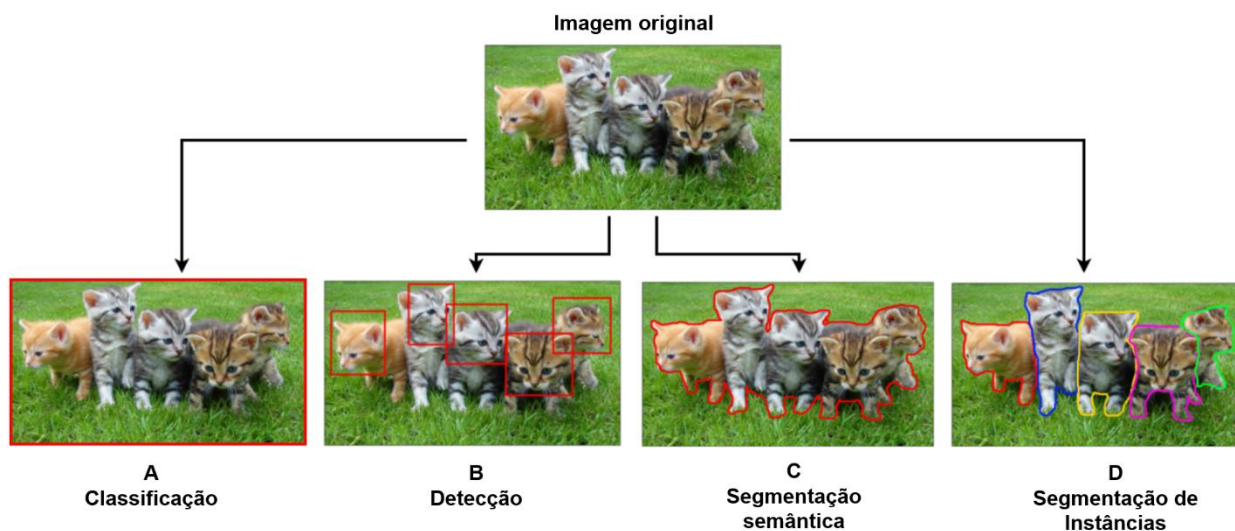 Imagem original
A
Classificação
B
Detecção
C
Segmentação
semântica
D
Segmentação de
Instâncias